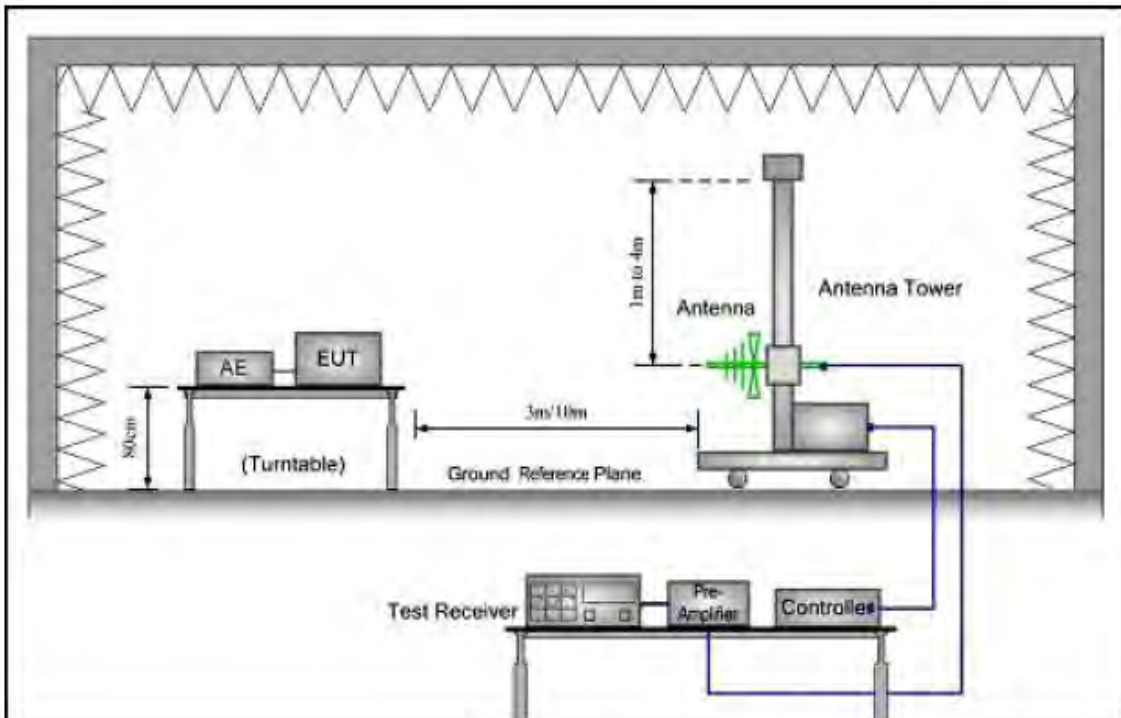 1m to 4m
Antenna
Antenna Tower
AE
EUT
80cm
3m/10m
(Turntable)
Ground Reference Plane
Test Receiver
Pre-
Amplifier
Controller